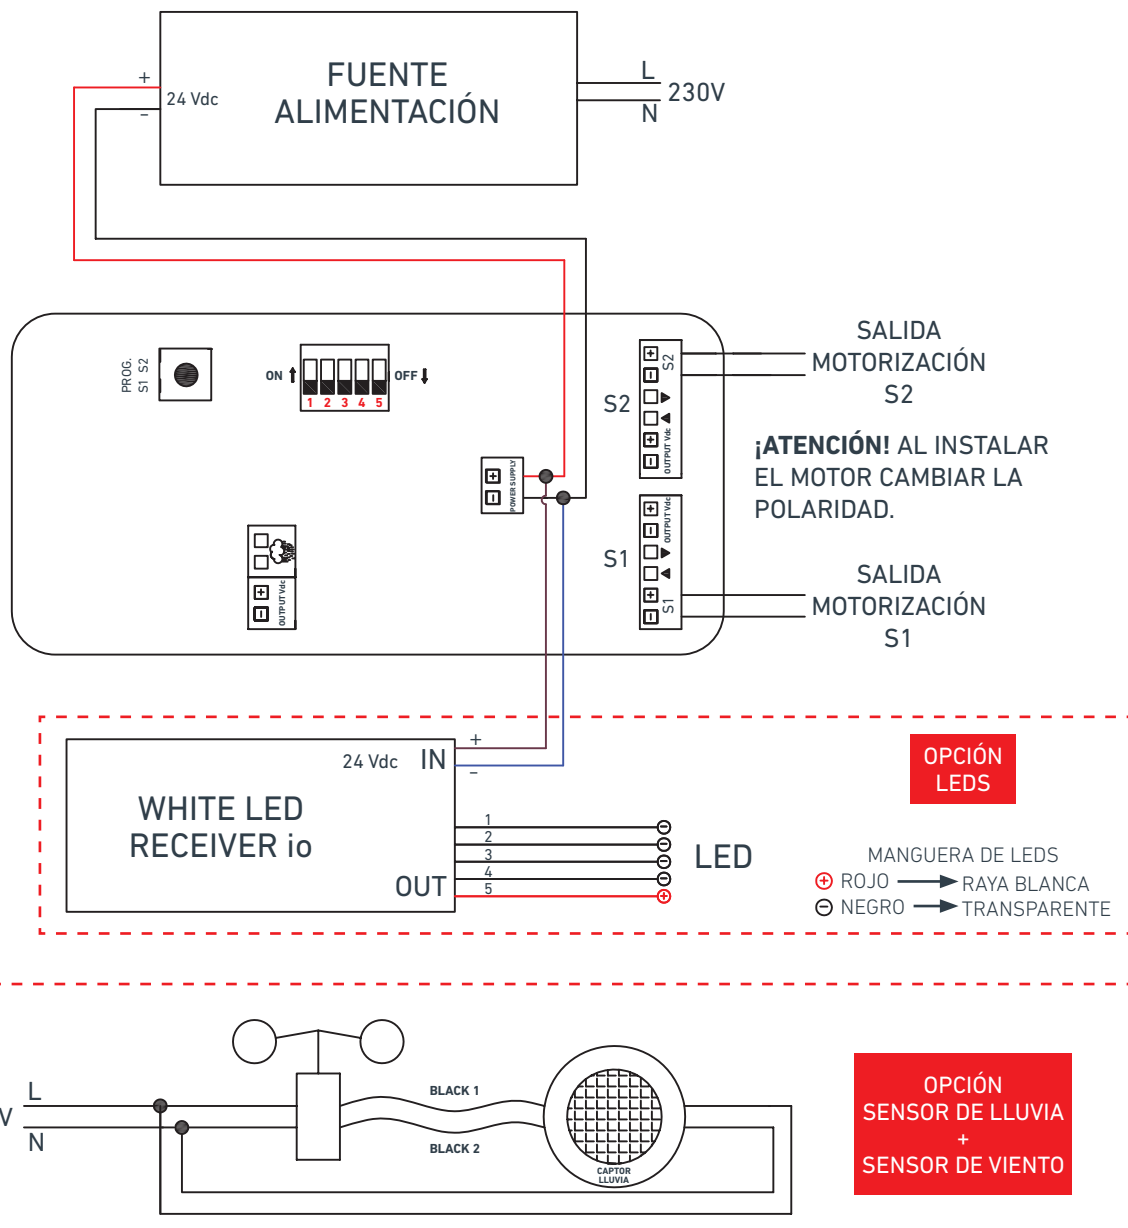 FUENTE
ALIMENTACIÓN
+
24 Vdc
-
L
230V
N
PROG.
S1 S2
ON
OFF
1 2 3 4 5
+
-
POWER SUPPLY
S2
+
-
S2
+
-
OUTPUT Vdc
SALIDA
MOTORIZACIÓN
S2
¡ATENCIÓN! AL INSTALAR
EL MOTOR CAMBIAR LA
POLARIDAD.
S1
+
-
OUTPUT Vdc
+
-
S1
SALIDA
MOTORIZACIÓN
S1
+
-
OUTPUT Vdc
24 Vdc IN
+
-
WHITE LED
RECEIVER io
OUT
1
2
3
4
5
-
-
-
-
+
LED
OPCIÓN
LEDS
MANGUERA DE LEDS
+ ROJO RAYA BLANCA
- NEGRO TRANSPARENTE
L
V
N
BLACK 1
BLACK 2
CAPTOR
LLUVIA
OPCIÓN
SENSOR DE LLUVIA
+
SENSOR DE VIENTO